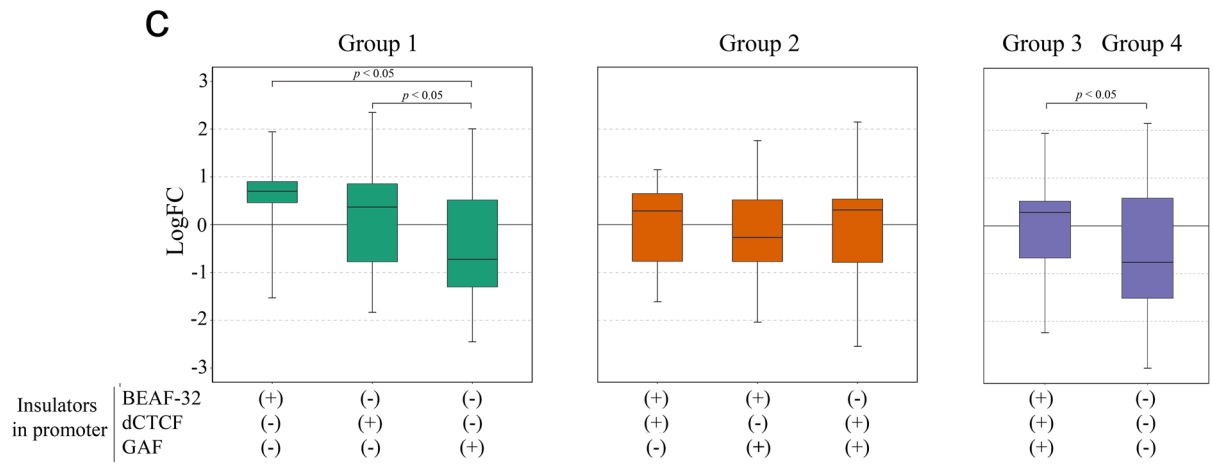 C
Group 1
Group 2
Group 3 Group 4
LogFC
3
2
1
0
-1
-2
-3
p < 0.05
p < 0.05
p < 0.05
Insulators
in promoter
BEAF-32 (+) (-) (-) (+) (+) (-) (+) (-)
dCTCF (-) (+) (-) (+) (-) (+) (+) (-)
GAF (-) (-) (+) (-) (+) (+) (+) (-)